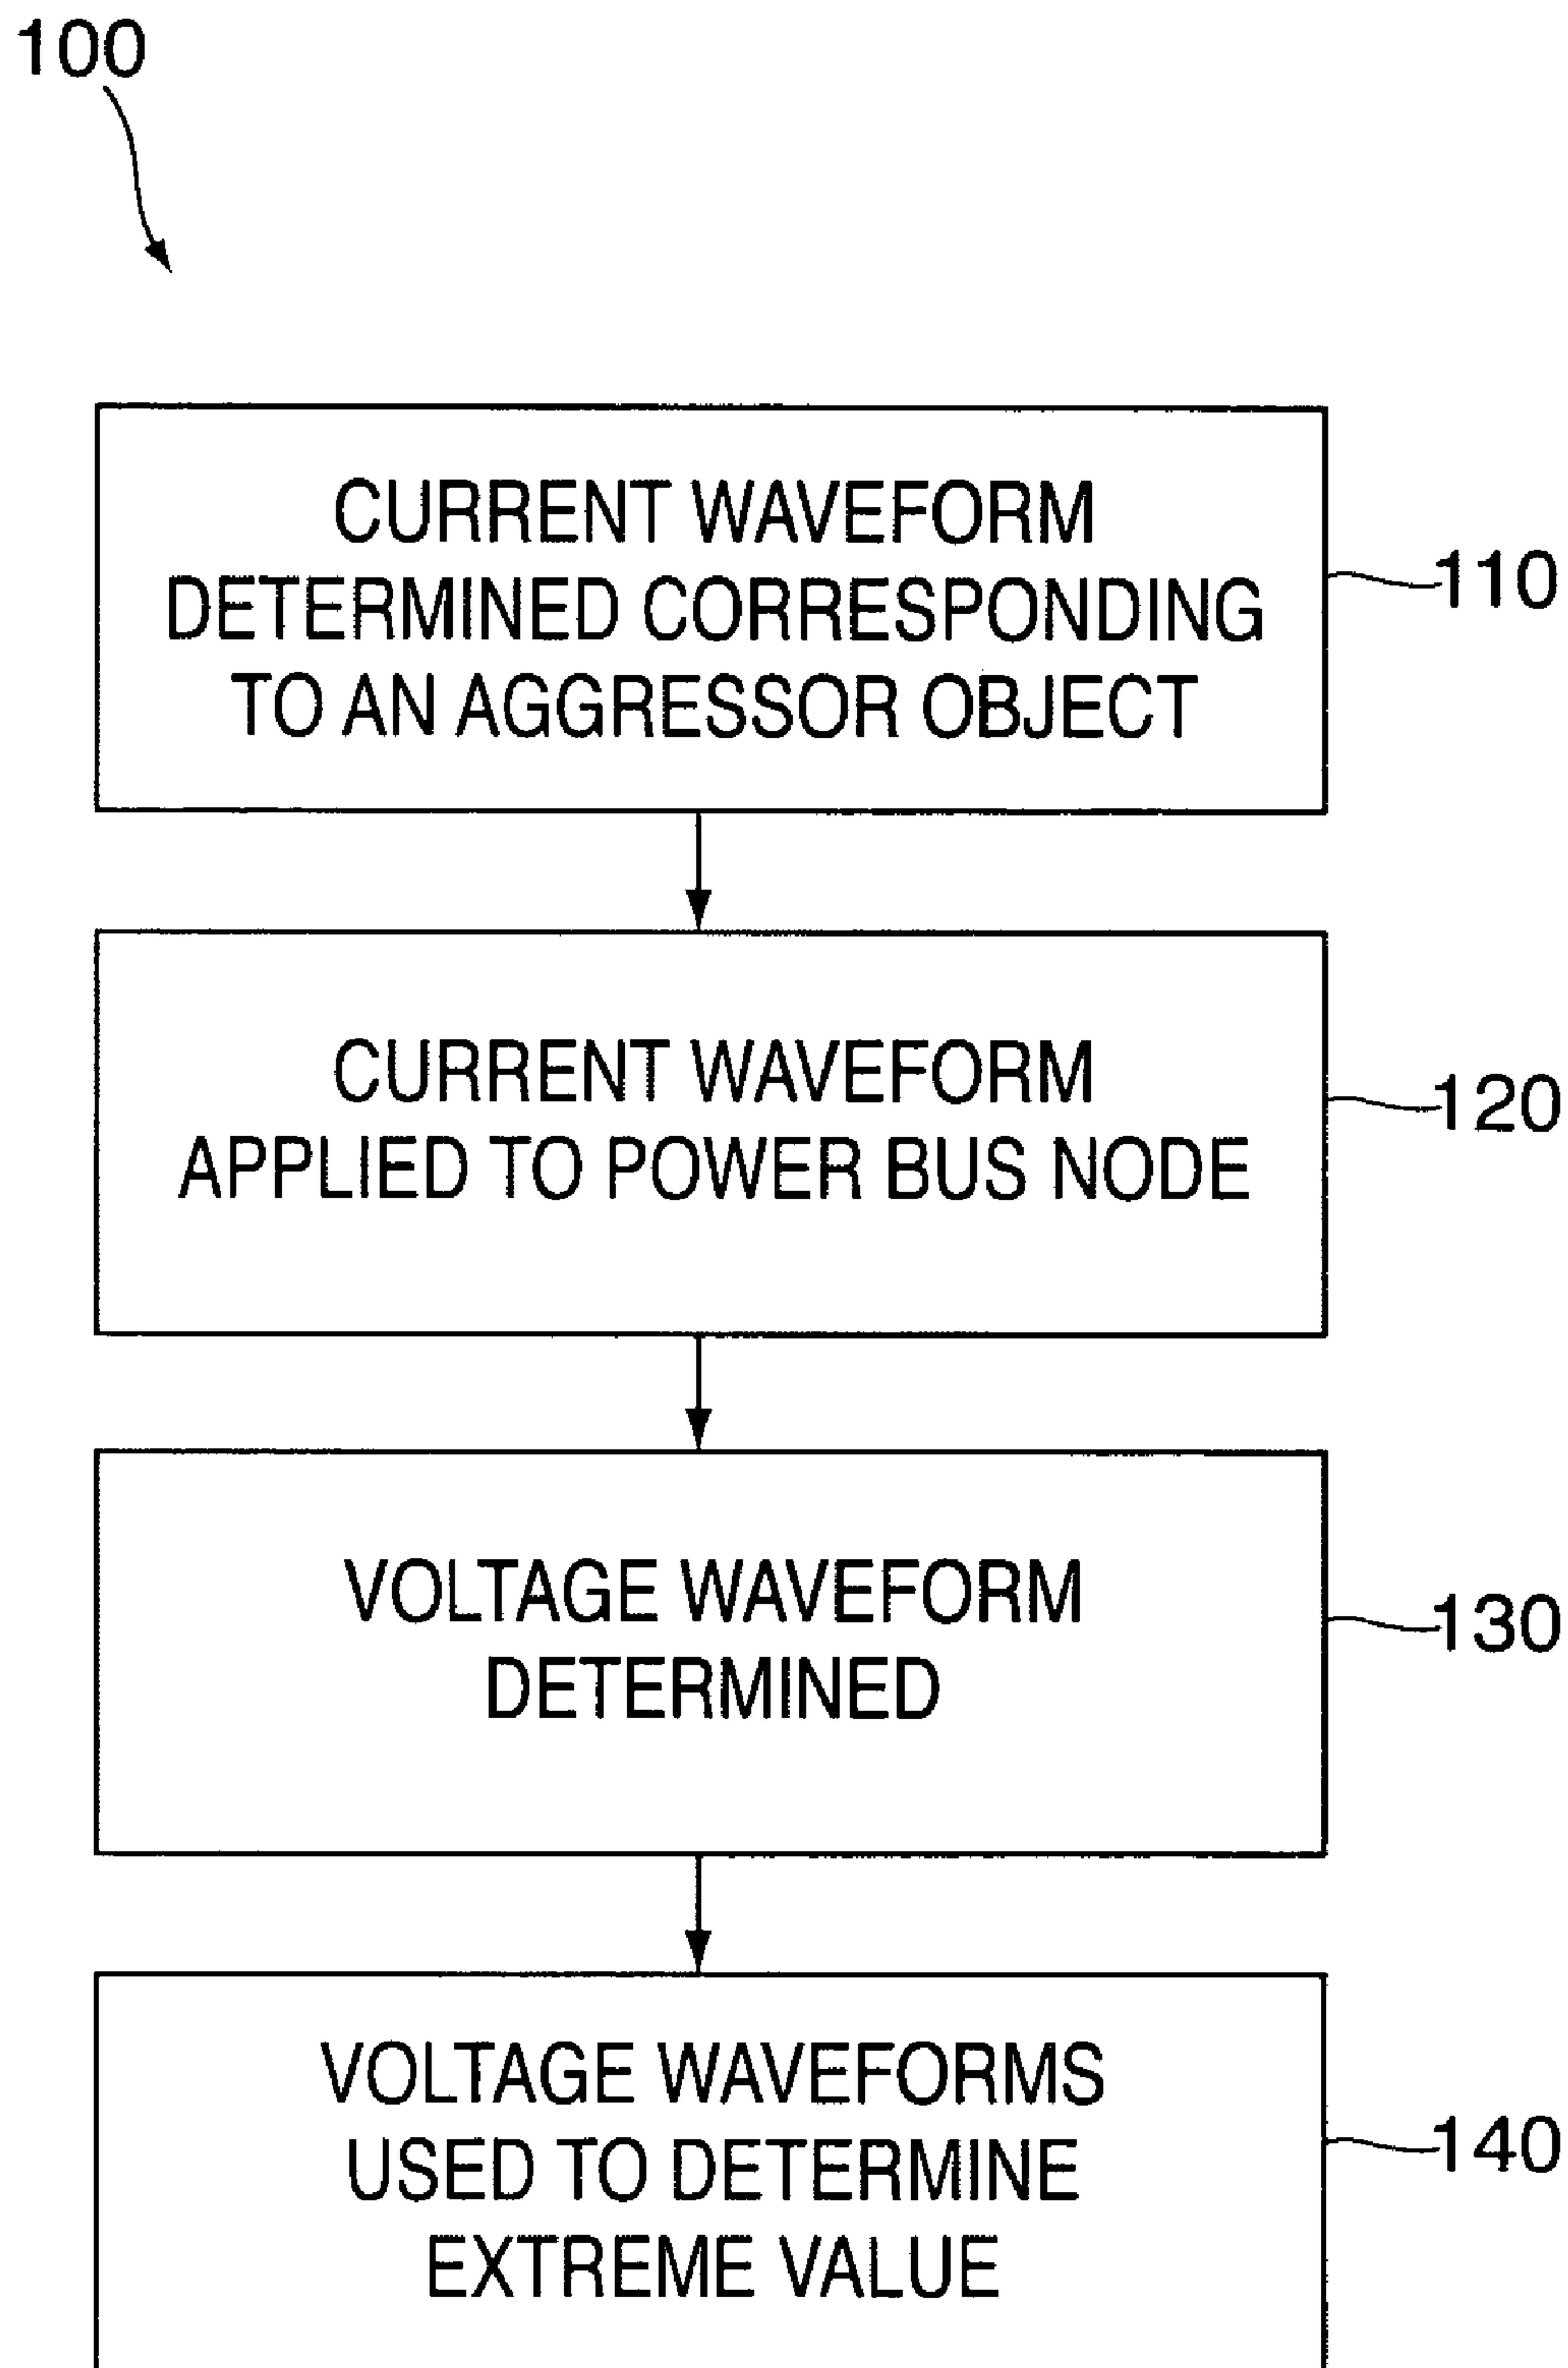 100
CURRENT WAVEFORM
DETERMINED CORRESPONDING
TO AN AGGRESSOR OBJECT
110
CURRENT WAVEFORM
APPLIED TO POWER BUS NODE
120
VOLTAGE WAVEFORM
DETERMINED
130
VOLTAGE WAVEFORMS
USED TO DETERMINE
EXTREME VALUE
140